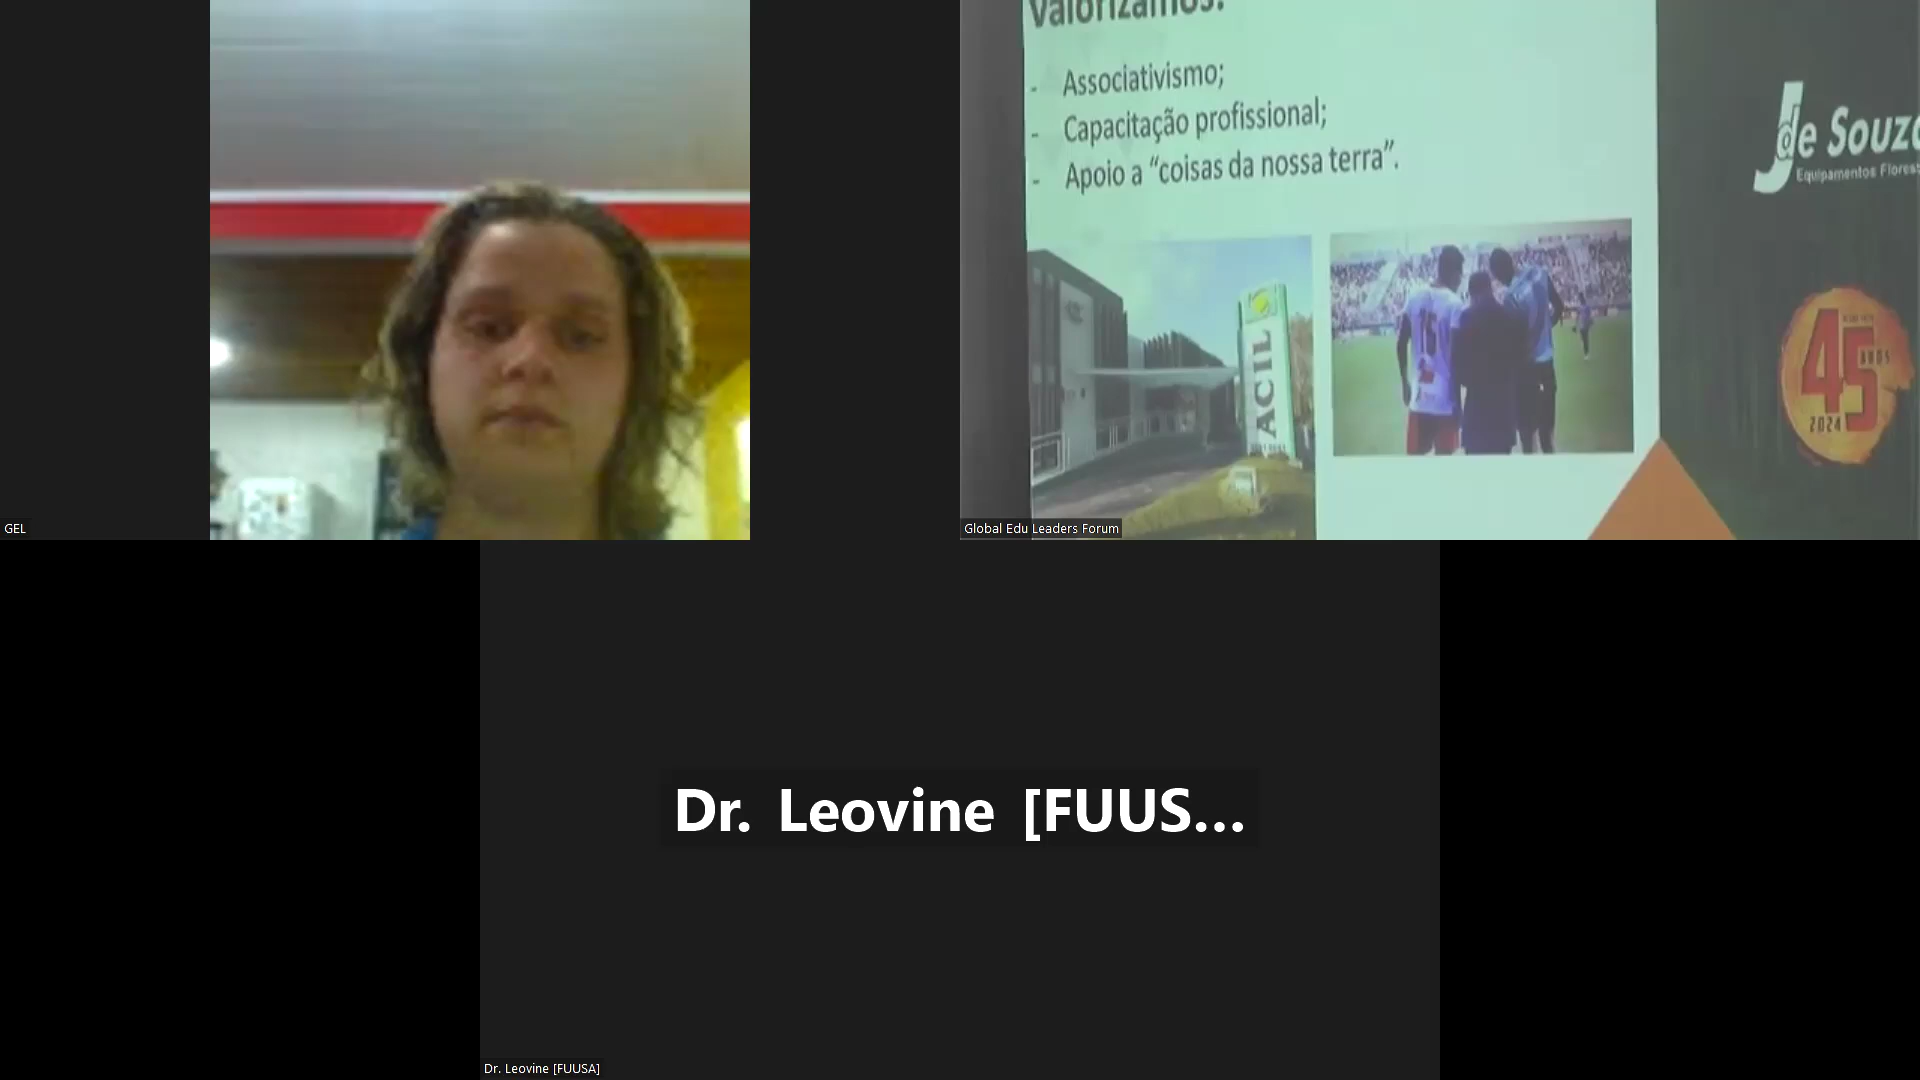 Valorizamos:
- Associativismo;
- Capacitação profissional;
- Apoio a “coisas da nossa terra”.
J de Souza
Equipamentos Florest
ACIL
15
45
ANOS
2024
GEL
Global Edu Leaders Forum
Dr. Leovine [FUUS...
Dr. Leovine [FUUSA]